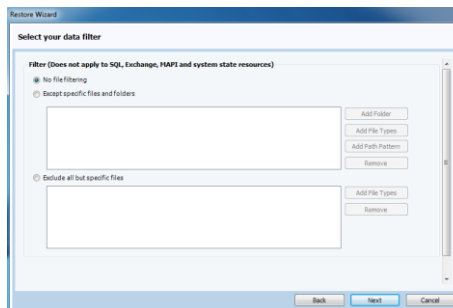 Restore Wizard
Select your data filter
Filter (Does not apply to SQL, Exchange, MAPI and system state resources)
No file filtering
Except specific files and folders
Add Folder
Add File Types
Add Path Pattern
Remove
Exclude all but specific files
Add File Types
Remove
Back
Next
Cancel